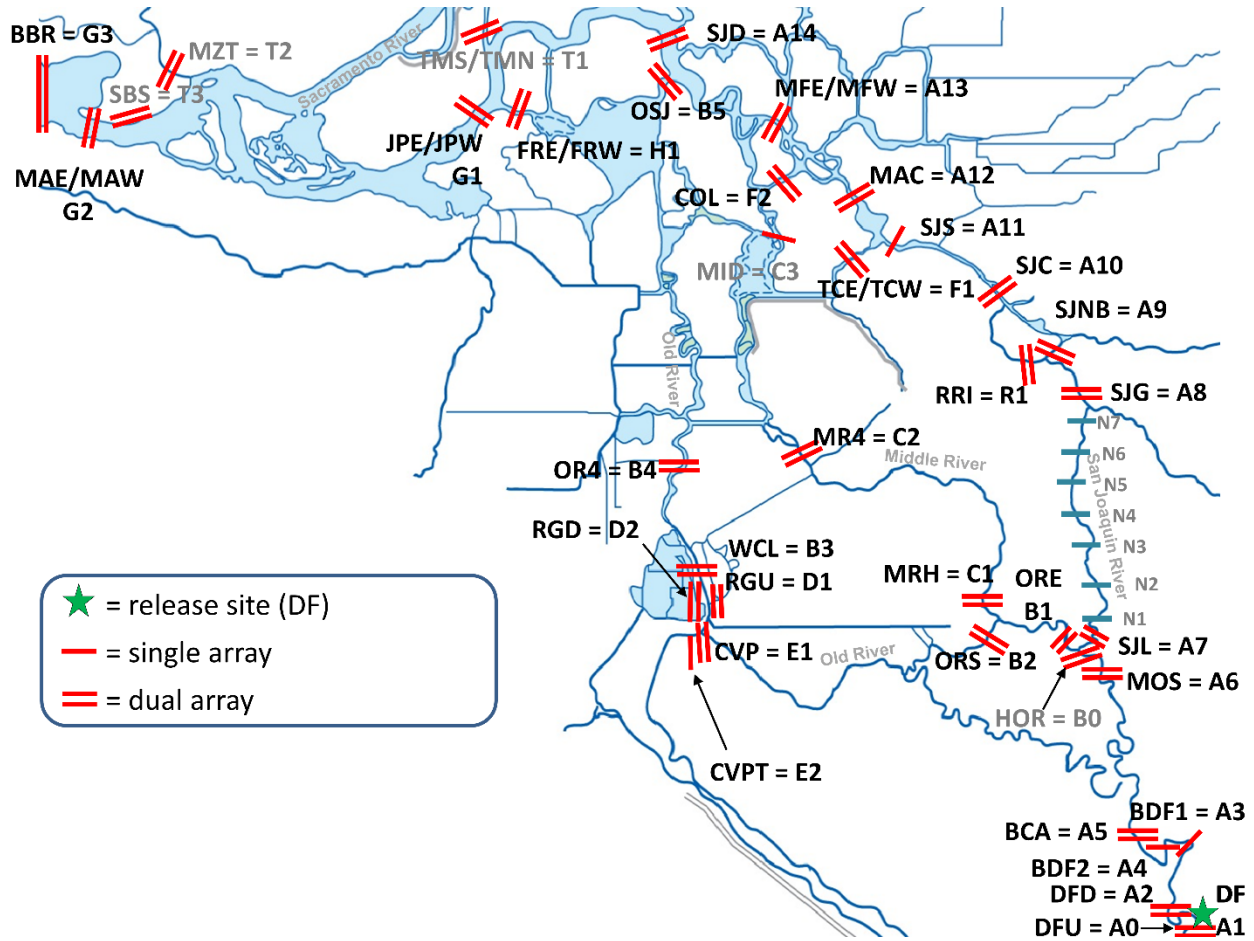 BBR = G3
MZT = T2
SBS = T3
MAE/MAW
G2
Sacramento River
TMS/TMN = T1
JPE/JPW
G1
FRE/FRW = H1
SJD = A14
OSJ = B5
MFE/MFW = A13
MAC = A12
COL = F2
SJS = A11
MID = C3
TCE/TCW = F1
SJC = A10
SJNB = A9
RRI = R1
SJG = A8
Old River
N7
N6
N5
N4
N3
N2
N1
San Joaquin River
MR4 = C2
Middle River
OR4 = B4
RGD = D2
WCL = B3
RGU = D1
MRH = C1
ORE
B1
CVP = E1
Old River
ORS = B2
SJL = A7
MOS = A6
HOR = B0
CVPT = E2
= release site (DF)
= single array
= dual array
BDF1 = A3
BCA = A5
BDF2 = A4
DFD = A2
DF
DFU = A0
A1